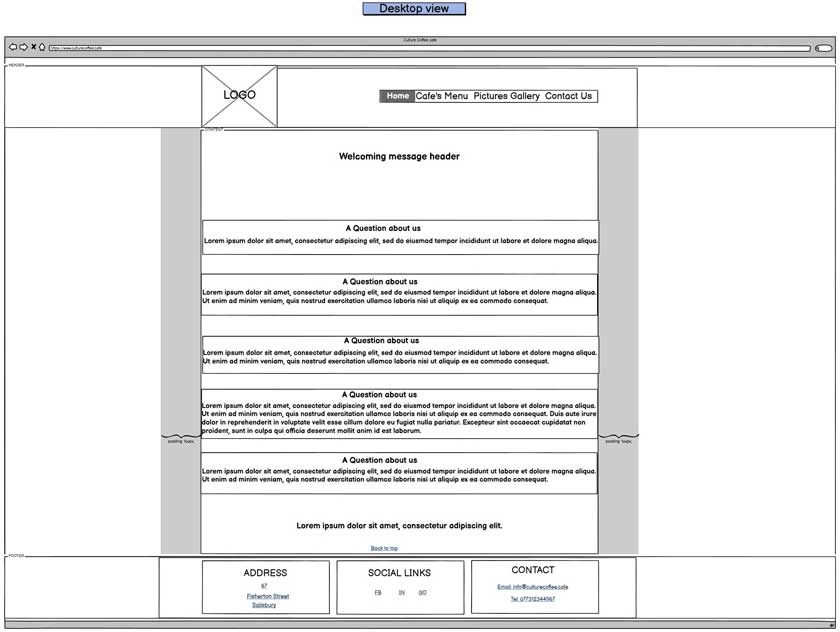 Desktop view
Culture Coffee.cafe
https://www.culturecoffee.cafe
HEADER
LOGO
Home Cafe's Menu Pictures Gallery Contact Us
CONTENT
Welcoming message header
A Question about us
Lorem ipsum dolor sit amet, consectetur adipiscing elit, sed do eiusmod tempor incididunt ut labore et dolore magna aliqua.
A Question about us
Lorem ipsum dolor sit amet, consectetur adipiscing elit, sed do eiusmod tempor incididunt ut labore et dolore magna aliqua.
Ut enim ad minim veniam, quis nostrud exercitation ullamco laboris nisi ut aliquip ex ea commodo consequat.
A Question about us
Lorem ipsum dolor sit amet, consectetur adipiscing elit, sed do eiusmod tempor incididunt ut labore et dolore magna aliqua.
Ut enim ad minim veniam, quis nostrud exercitation ullamco laboris nisi ut aliquip ex ea commodo consequat.
A Question about us
Lorem ipsum dolor sit amet, consectetur adipiscing elit, sed do eiusmod tempor incididunt ut labore et dolore magna aliqua.
Ut enim ad minim veniam, quis nostrud exercitation ullamco laboris nisi ut aliquip ex ea commodo consequat. Duis aute irure
dolor in reprehenderit in voluptate velit esse cillum dolore eu fugiat nulla pariatur. Excepteur sint occaecat cupidatat non
proident, sunt in culpa qui officia deserunt mollit anim id est laborum.
A Question about us
Lorem ipsum dolor sit amet, consectetur adipiscing elit, sed do eiusmod tempor incididunt ut labore et dolore magna aliqua.
Ut enim ad minim veniam, quis nostrud exercitation ullamco laboris nisi ut aliquip ex ea commodo consequat.
Lorem ipsum dolor sit amet, consectetur adipiscing elit.
Back to top
FOOTER
ADDRESS
67
Fisherton Street
Salisbury
SOCIAL LINKS
FB IN GO
CONTACT
Email: info@culturecoffee.cafe
Tel: 077312344567